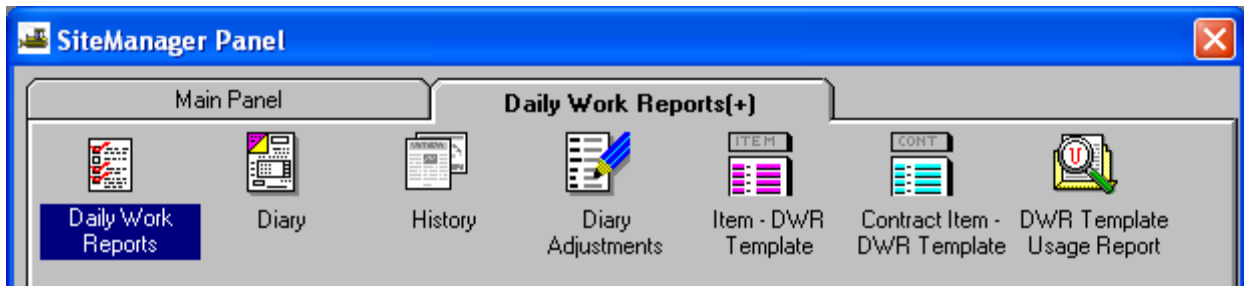 SiteManager Panel
Main Panel
Daily Work Reports(+)
ITEM
CONT
U
Daily Work
Reports
Diary
History
Diary
Adjustments
Item - DWR
Template
Contract Item -
DWR Template
DWR Template
Usage Report